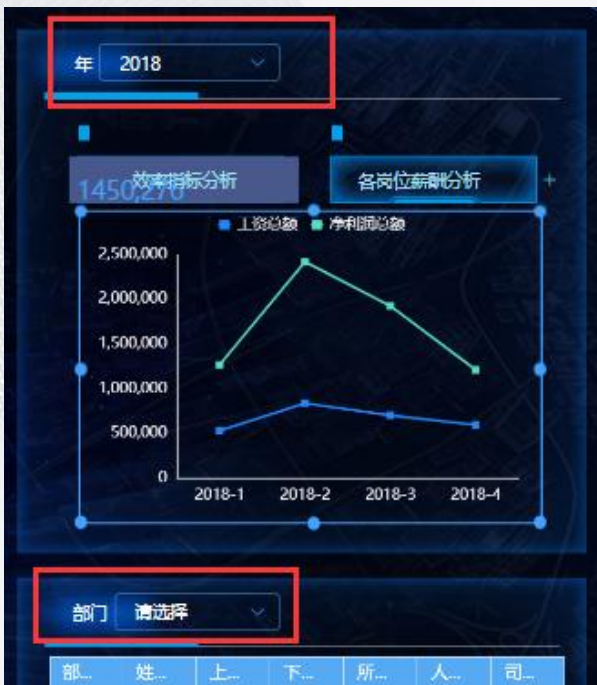 年 2018
效率指标分析 各岗位薪酬分析 +
1450,270
工资总额 净利润总额
2,500,000
2,000,000
1,500,000
1,000,000
500,000
0
2018-1 2018-2 2018-3 2018-4
部门 请选择
部... 姓... 上... 下... 所... 人... 司...